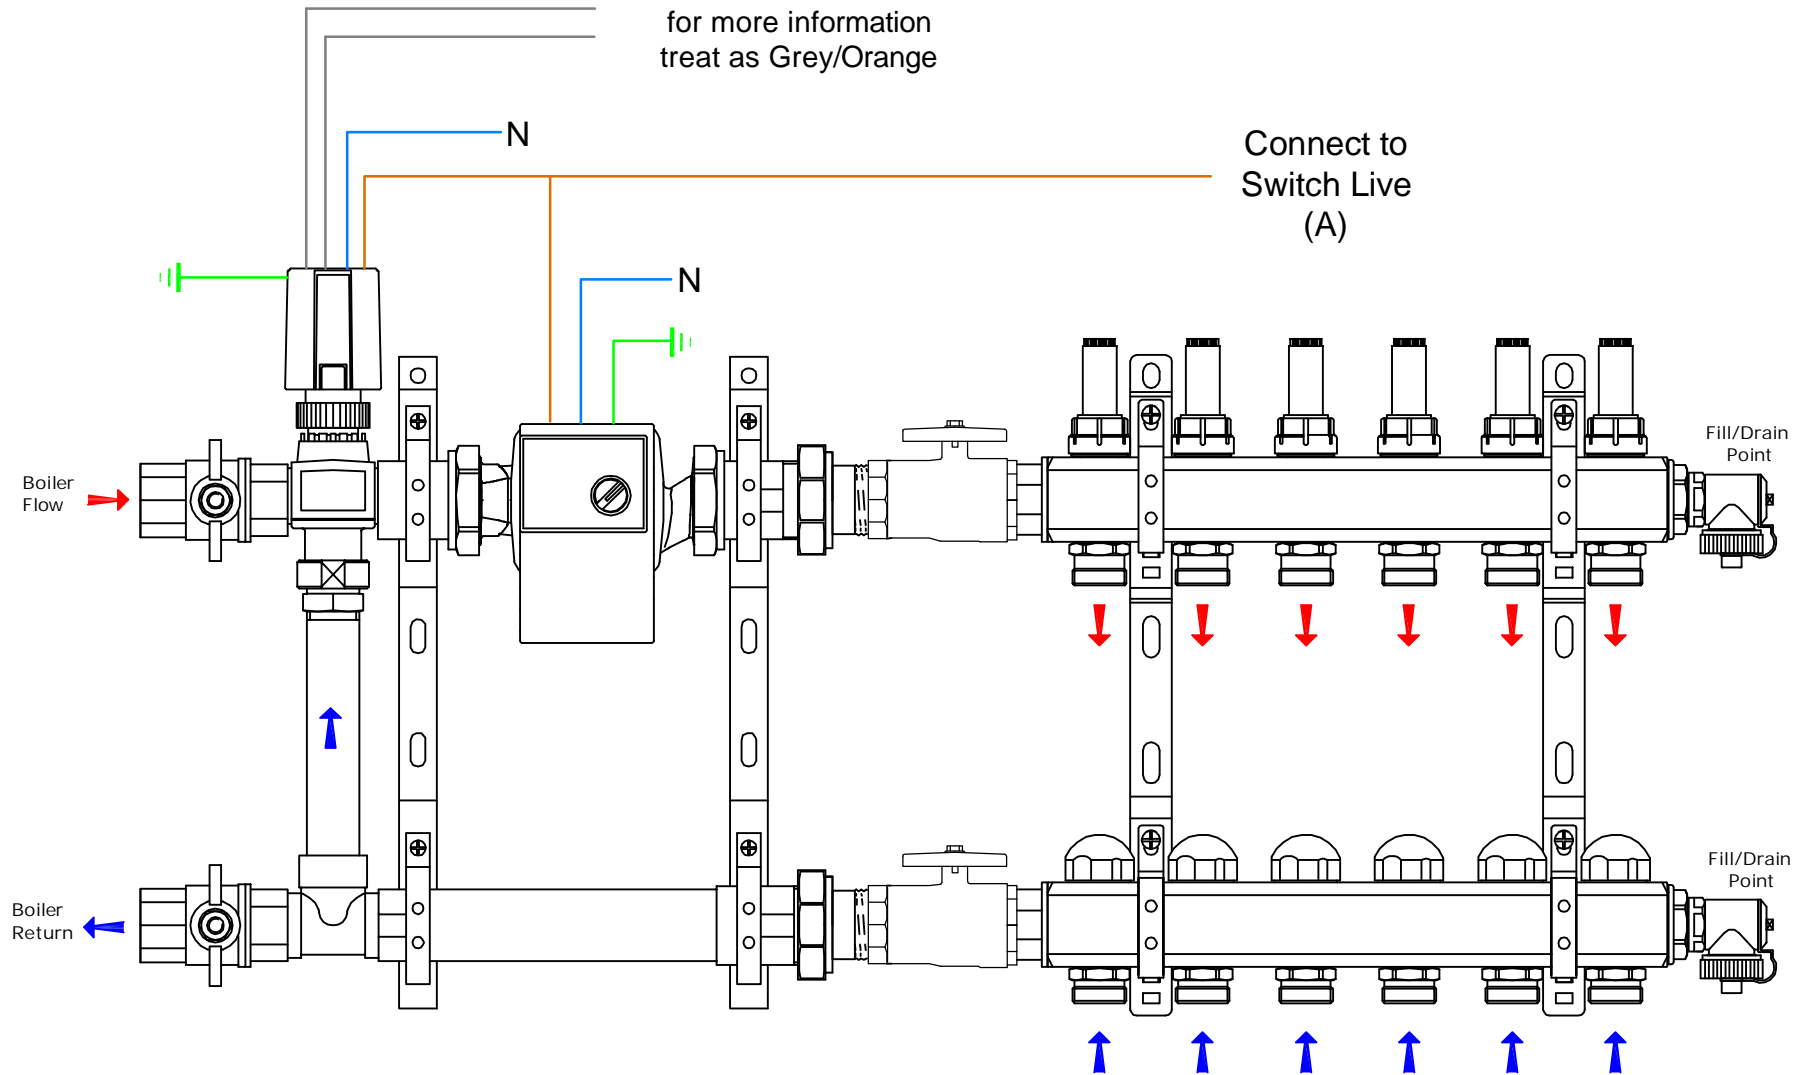 for more information
treat as Grey/Orange
N
Connect to
Switch Live
(A)
N
Fill/Drain
Point
Boiler
Flow
Fill/Drain
Point
Boiler
Return